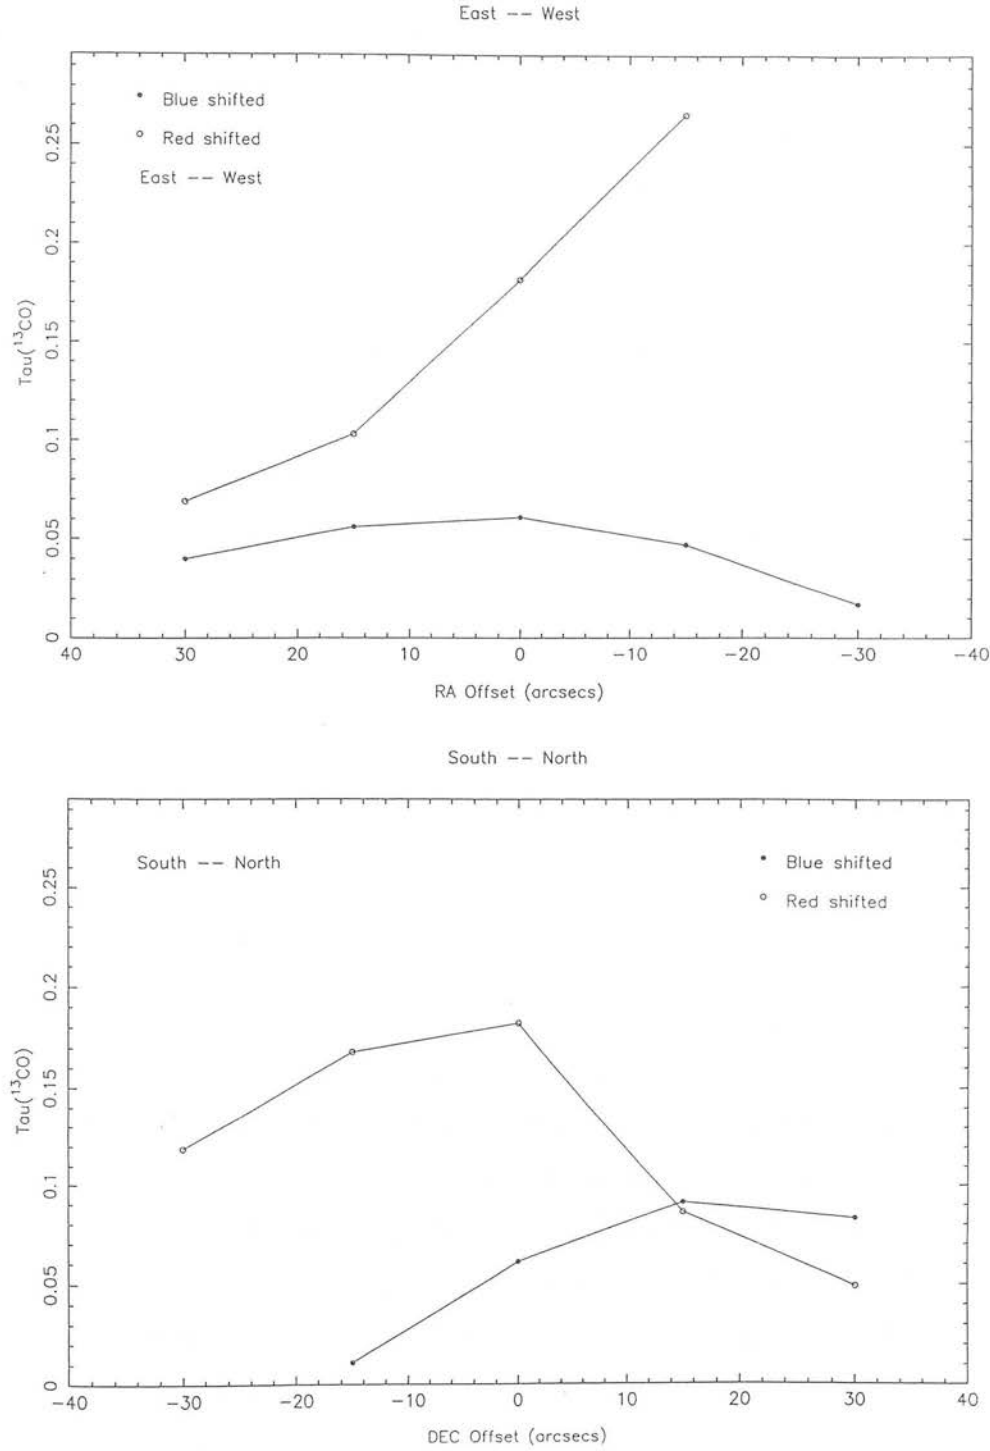 East -- West
Blue shifted
Red shifted
East -- West
Tau(¹³CO)
0.25
0.2
0.15
0.1
0.05
0
40 30 20 10 0 -10 -20 -30 -40
RA Offset (arcsecs)
South -- North
South -- North
Blue shifted
Red shifted
Tau(¹³CO)
0.25
0.2
0.15
0.1
0.05
0
-40 -30 -20 -10 0 10 20 30 40
DEC Offset (arcsecs)